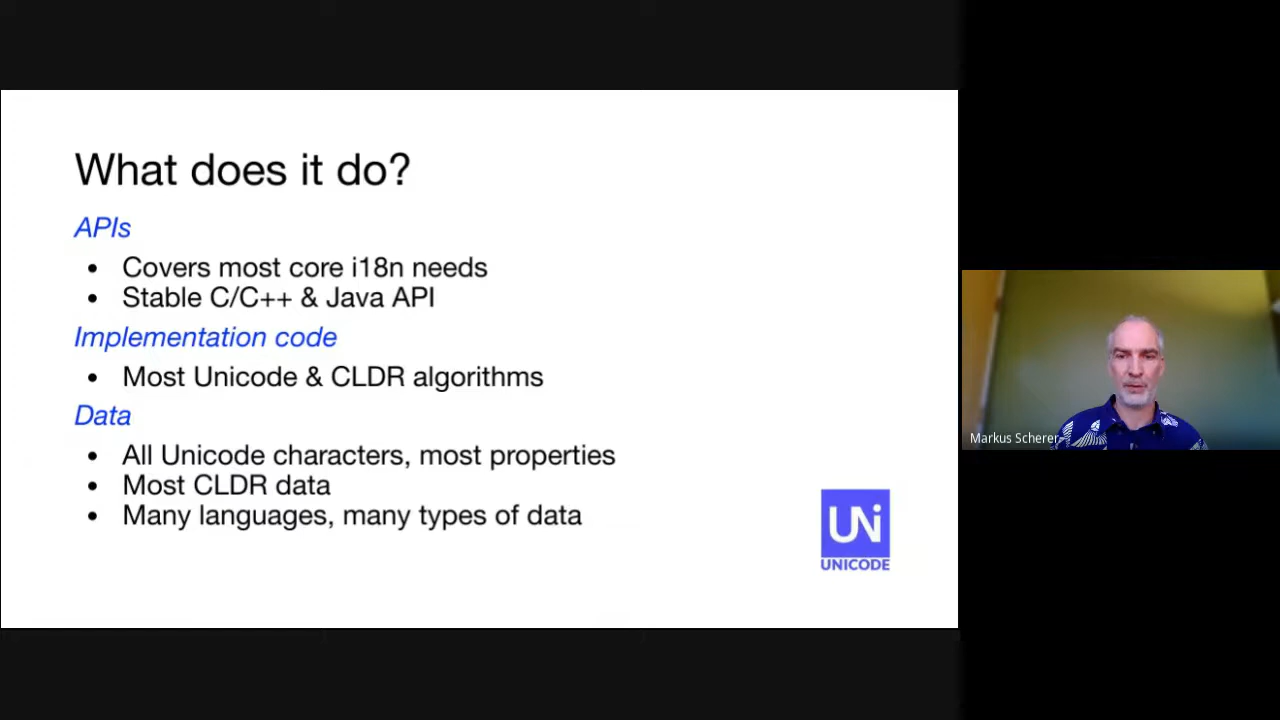 What does it do?
APIs
• Covers most core i18n needs
• Stable C/C++ & Java API
Implementation code
• Most Unicode & CLDR algorithms
Data
• All Unicode characters, most properties
• Most CLDR data
• Many languages, many types of data
UNi
UNICODE
Markus Scherer